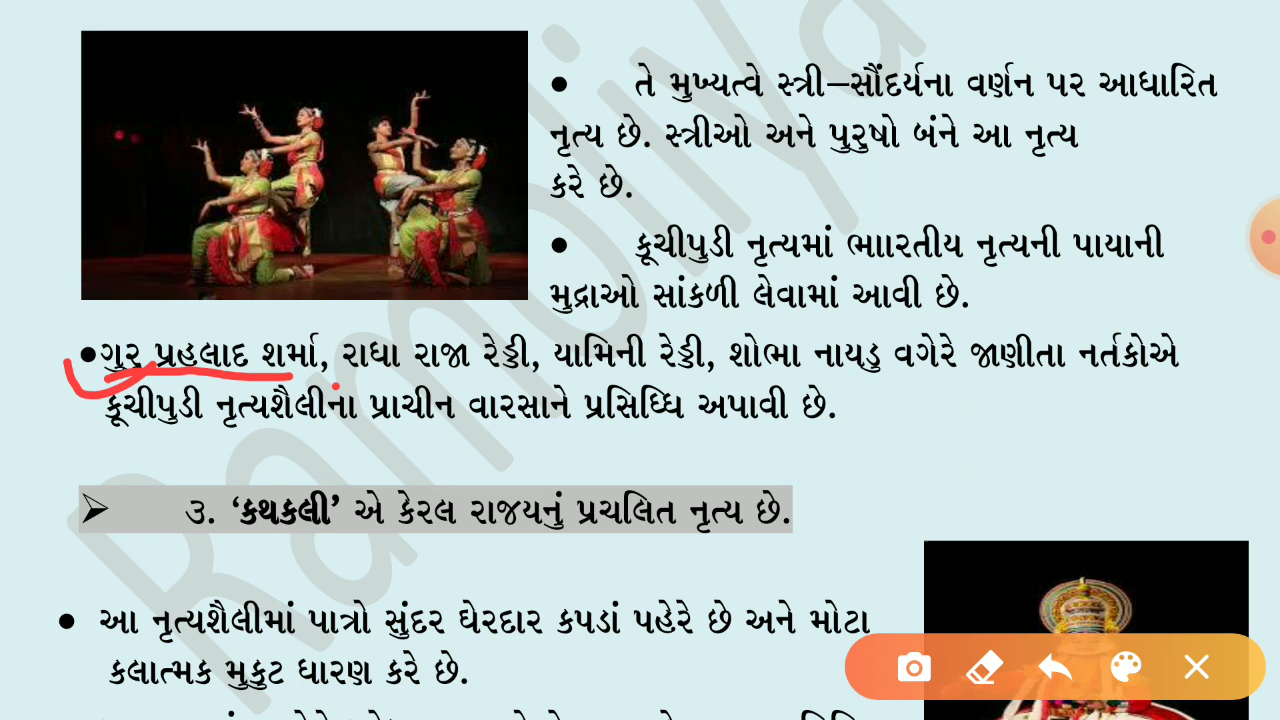 ● તે મુખ્યત્વે સ્ત્રી–સૌંદર્યના વર્ણન પર આધારિત
નૃત્ય છે. સ્ત્રીઓ અને પુરુષો બંને આ નૃત્ય
કરે છે.
● કૂચીપુડી નૃત્યમાં ભાારતીય નૃત્યની પાયાની
મુદ્રાઓ સાંકળી લેવામાં આવી છે.
●ગુરુ પ્રહલાદ શર્મા, રાધા રાજા રેડ્ડી, યામિની રેડ્ડી, શોભા નાયડુ વગેરે જાણીતા નર્તકોએ
કૂચીપુડી નૃત્યશૈલીના પ્રાચીન વારસાને પ્રસિધ્ધિ અપાવી છે.
➢ ૩. ‘કથકલી’ એ કેરલ રાજયનું પ્રચલિત નૃત્ય છે.
● આ નૃત્યશૈલીમાં પાત્રો સુંદર ઘેરદાર કપડાં પહેરે છે અને મોટા
કલાત્મક મુકુટ ધારણ કરે છે.
Ramoliya